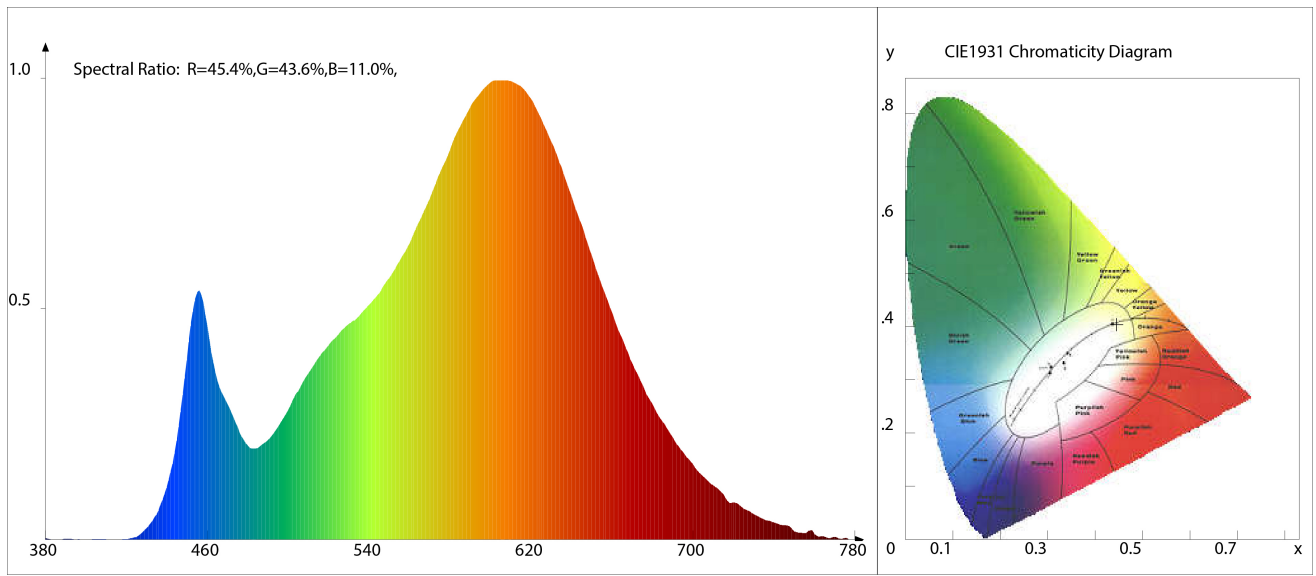 Spectral Ratio: R=45.4%,G=43.6%,B=11.0%,
1.0
0.5
380 460 540 620 700 780
y CIE1931 Chromaticity Diagram
.8
.6
.4
.2
0 0.1 0.3 0.5 0.7 x
Yellowish
Green
Green
Yellow
Green
Greenish
Yellow
Yellow
Orange
Yellow
Orange
Bluish
Green
Yellowish
Pink
Reddish
Orange
Pink
Red
Purplish
Pink
Greenish
Blue
Purplish
Red
Blue
Purple
Reddish
Purple